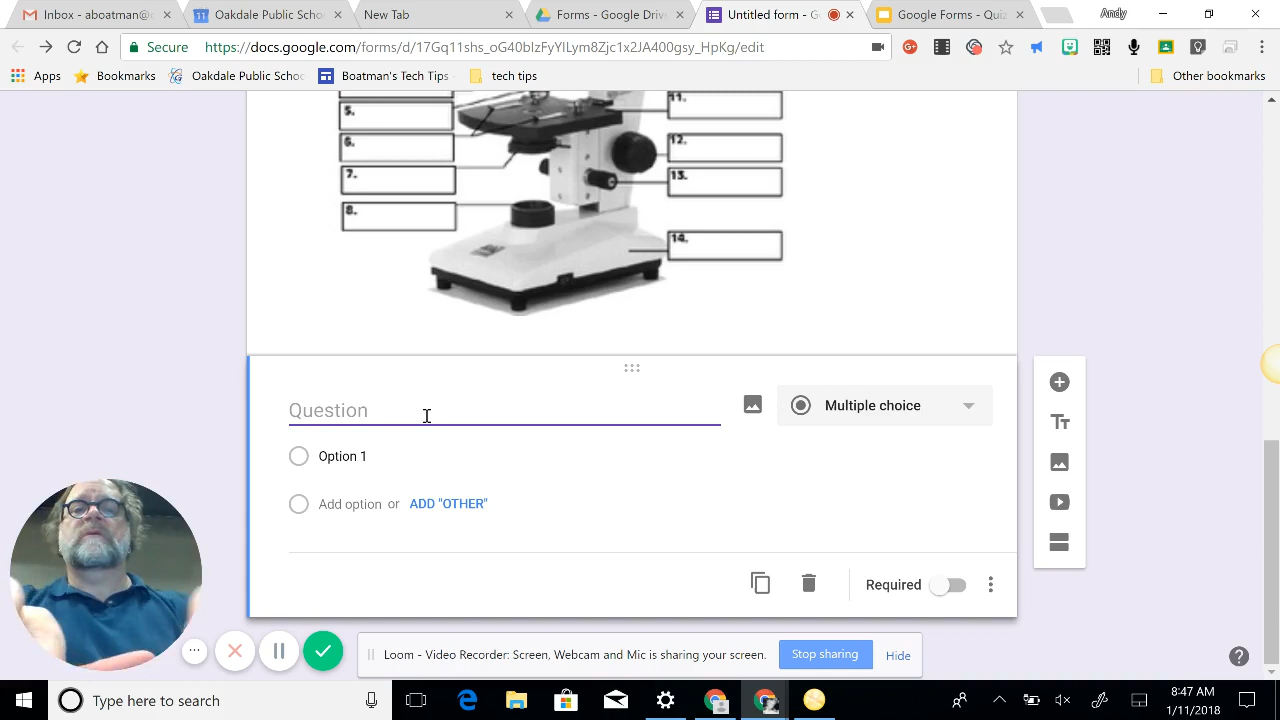 Inbox - aboatman@
Oakdale Public Schoo
New Tab
Forms - Google Drive
Untitled form - G
Google Forms - Quiz
Andy
Secure
https://docs.google.com/forms/d/17Gq11shs_oG40blzFyYlLym8Zjc1x2JA400gsy_HpKg/edit
Apps
Bookmarks
Oakdale Public Schoo
Boatman's Tech Tips
tech tips
Other bookmarks
5.
6.
7.
8.
11.
12.
13.
14.
Question
Multiple choice
Option 1
Add option or ADD "OTHER"
Required
Loom - Video Recorder: Screen, Webcam and Mic is sharing your screen.
Stop sharing
Hide
Type here to search
8:47 AM
1/11/2018